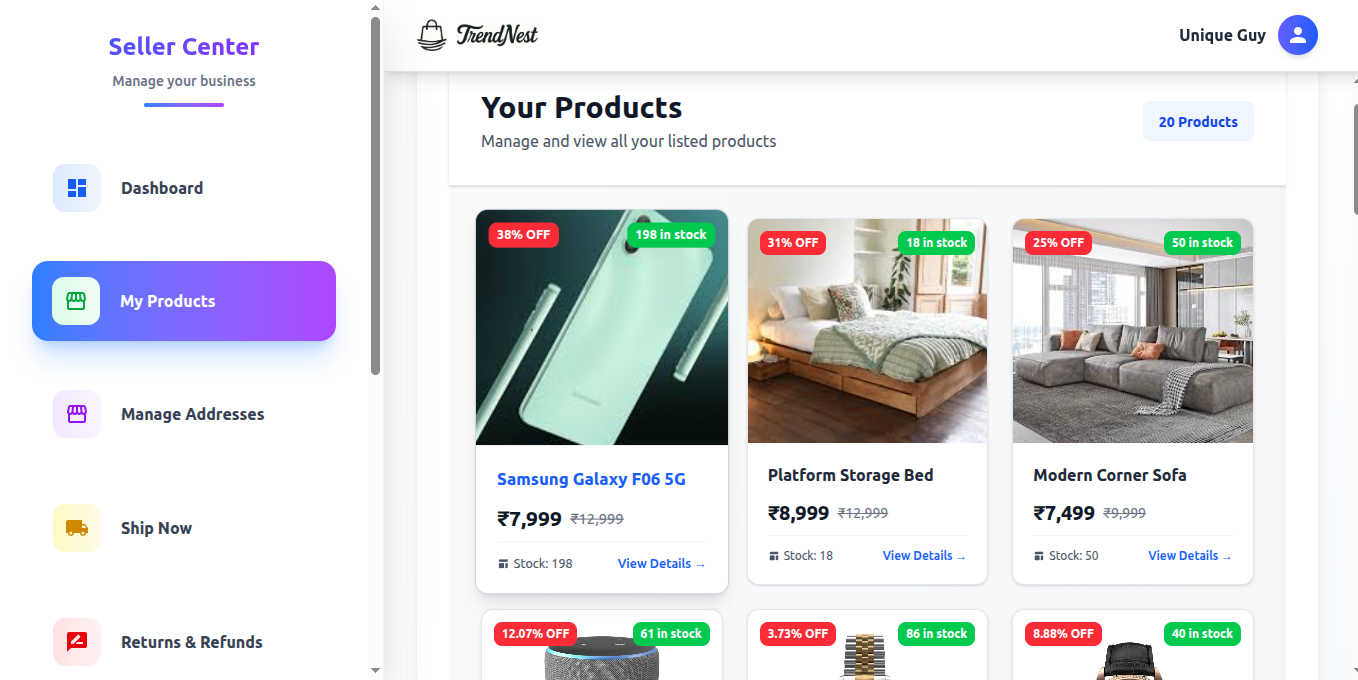 Seller Center
Manage your business
Dashboard
My Products
Manage Addresses
Ship Now
Returns & Refunds
TrendNest
Unique Guy
Your Products
Manage and view all your listed products
20 Products
38% OFF
198 in stock
Samsung Galaxy F06 5G
₹7,999 ₹12,999
Stock: 198
View Details →
31% OFF
18 in stock
Platform Storage Bed
₹8,999 ₹12,999
Stock: 18
View Details →
25% OFF
50 in stock
Modern Corner Sofa
₹7,499 ₹9,999
Stock: 50
View Details →
12.07% OFF
61 in stock
3.73% OFF
86 in stock
8.88% OFF
40 in stock